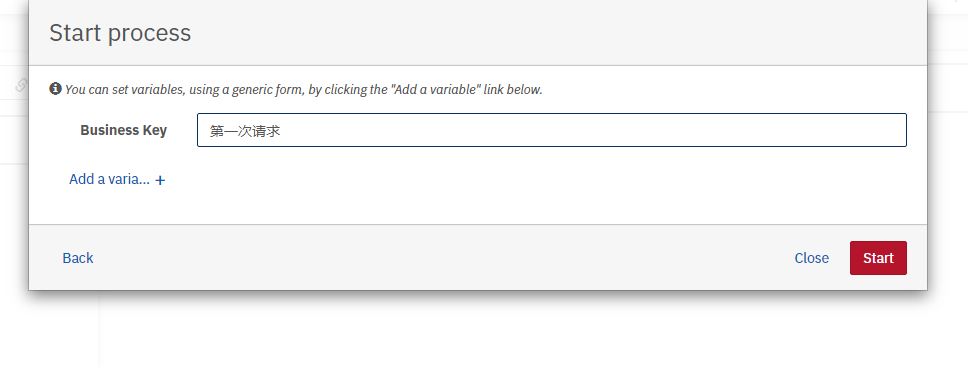 Start process
You can set variables, using a generic form, by clicking the "Add a variable" link below.
Business Key
第一次请求
Add a varia... +
Back
Close
Start